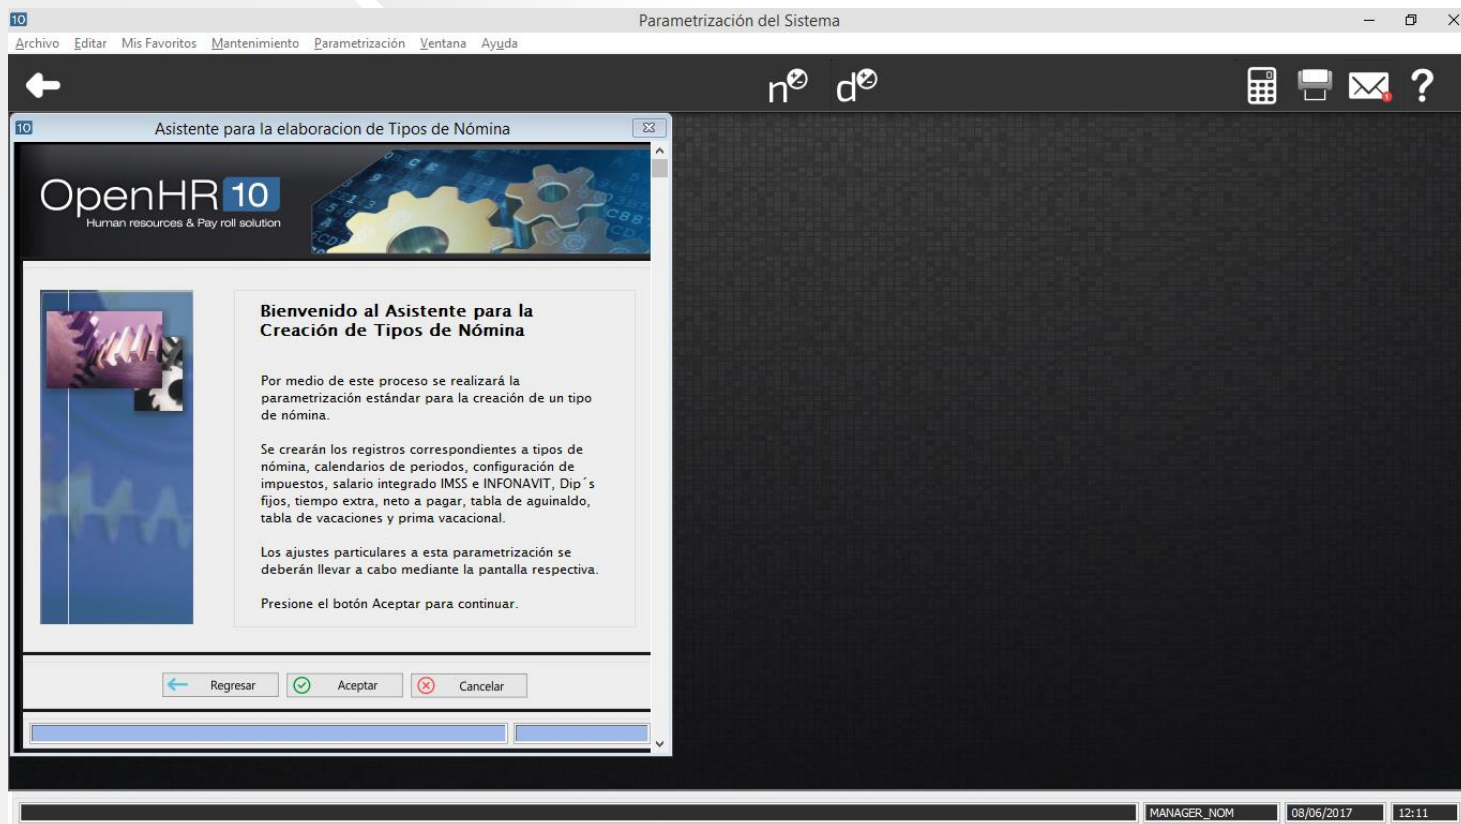 10
Parametrización del Sistema
Archivo Editar Mis Favoritos Mantenimiento Parametrización Ventana Ayuda
n d ?
1
10 Asistente para la elaboracion de Tipos de Nómina
OpenHR 10
Human resources & Pay roll solution
Bienvenido al Asistente para la
Creación de Tipos de Nómina
Por medio de este proceso se realizará la
parametrización estándar para la creación de un tipo
de nómina.
Se crearán los registros correspondientes a tipos de
nómina, calendarios de periodos, configuración de
impuestos, salario integrado IMSS e INFONAVIT, Dip´s
fijos, tiempo extra, neto a pagar, tabla de aguinaldo,
tabla de vacaciones y prima vacacional.
Los ajustes particulares a esta parametrización se
deberán llevar a cabo mediante la pantalla respectiva.
Presione el botón Aceptar para continuar.
Regresar Aceptar Cancelar
MANAGER_NOM 08/06/2017 12:11